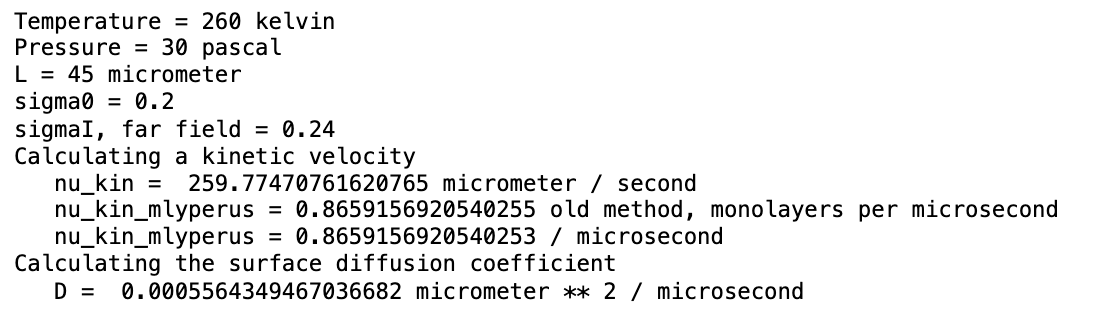 Temperature = 260 kelvin
Pressure = 30 pascal
L = 45 micrometer
sigma0 = 0.2
sigmaI, far field = 0.24
Calculating a kinetic velocity
   nu_kin =  259.77470761620765 micrometer / second
   nu_kin_mlyperus = 0.8659156920540255 old method, monolayers per microsecond
   nu_kin_mlyperus = 0.8659156920540253 / microsecond
Calculating the surface diffusion coefficient
   D =  0.0005564349467036682 micrometer ** 2 / microsecond